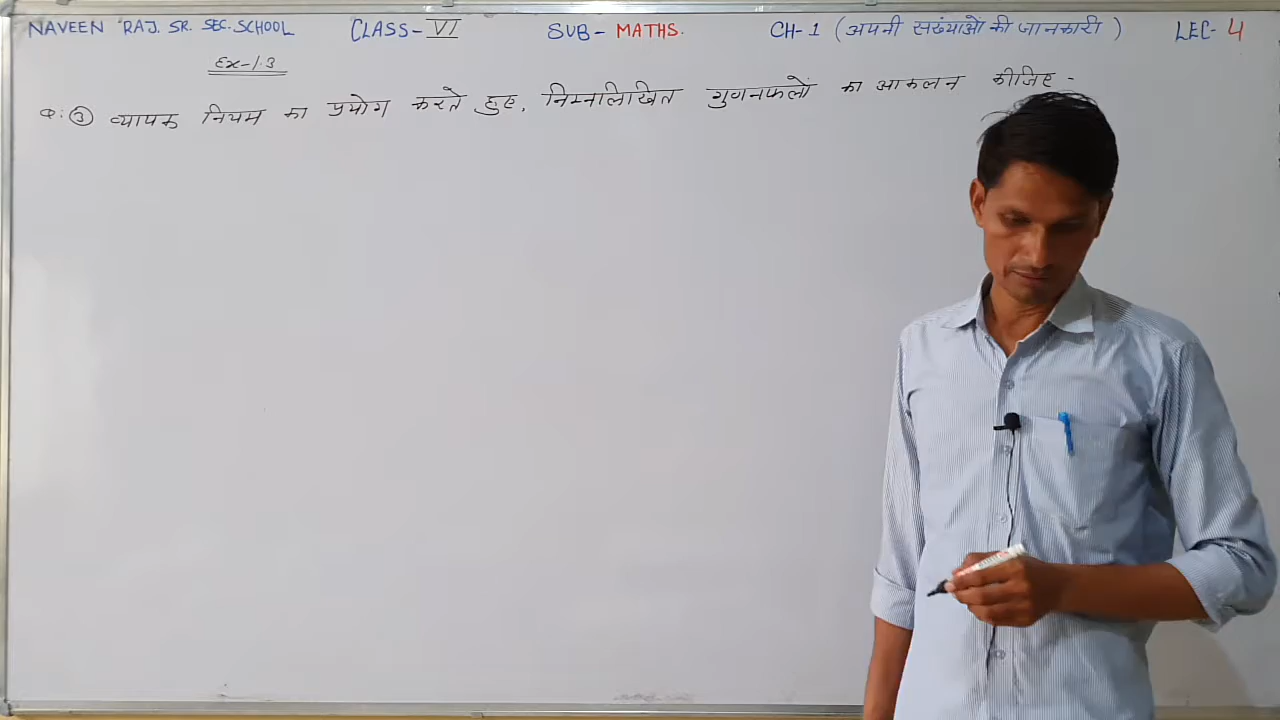 NAVEEN RAJ. SR. SEC. SCHOOL CLASS- VI SUB- MATHS. CH-1 (अपनी संख्याओ की जानकारी) LEC- 4
Ex-1.3
Q:③ व्यापक नियम का प्रयोग करते हुए, निम्नलिखित गुणनफलों का आकलन कीजिए -